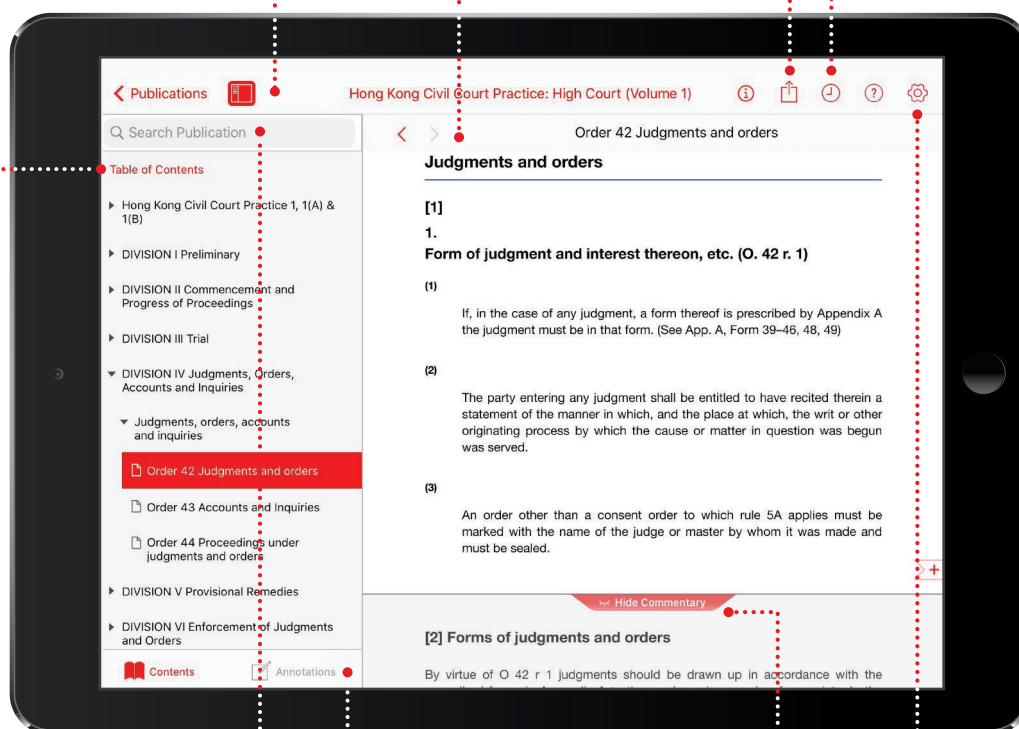 Publications
Hong Kong Civil Court Practice: High Court (Volume 1)
Search Publication
Table of Contents
Hong Kong Civil Court Practice 1, 1(A) &
1(B)
DIVISION I Preliminary
DIVISION II Commencement and
Progress of Proceedings
DIVISION III Trial
DIVISION IV Judgments, Orders,
Accounts and Inquiries
Judgments, orders, accounts
and inquiries
Order 42 Judgments and orders
Order 43 Accounts and Inquiries
Order 44 Proceedings under
judgments and orders
DIVISION V Provisional Remedies
DIVISION VI Enforcement of Judgments
and Orders
Contents
Annotations
Order 42 Judgments and orders
Judgments and orders
[1]
1.
Form of judgment and interest thereon, etc. (O. 42 r. 1)
(1)
If, in the case of any judgment, a form thereof is prescribed by Appendix A
the judgment must be in that form. (See App. A, Form 39–46, 48, 49)
(2)
The party entering any judgment shall be entitled to have recited therein a
statement of the manner in which, and the place at which, the writ or other
originating process by which the cause or matter in question was begun
was served.
(3)
An order other than a consent order to which rule 5A applies must be
marked with the name of the judge or master by whom it was made and
must be sealed.
Hide Commentary
[2] Forms of judgments and orders
By virtue of O 42 r 1 judgments should be drawn up in accordance with the